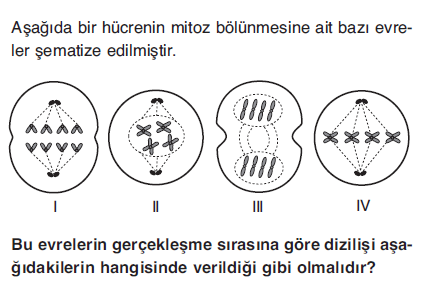 Aşağıda bir hücrenin mitoz bölünmesine ait bazı evre-
ler şematize edilmiştir.
I II III IV
Bu evrelerin gerçekleşme sırasına göre dizilişi aşa-
ğıdakilerin hangisinde verildiği gibi olmalıdır?